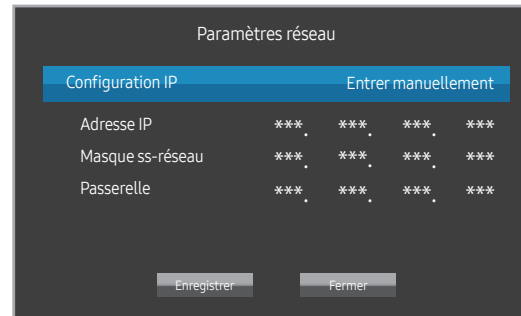 Paramètres réseau
Configuration IP Entrer manuellement
Adresse IP ***. ***. ***. ***
Masque ss-réseau ***. ***. ***. ***
Passerelle ***. ***. ***. ***
Enregistrer Fermer